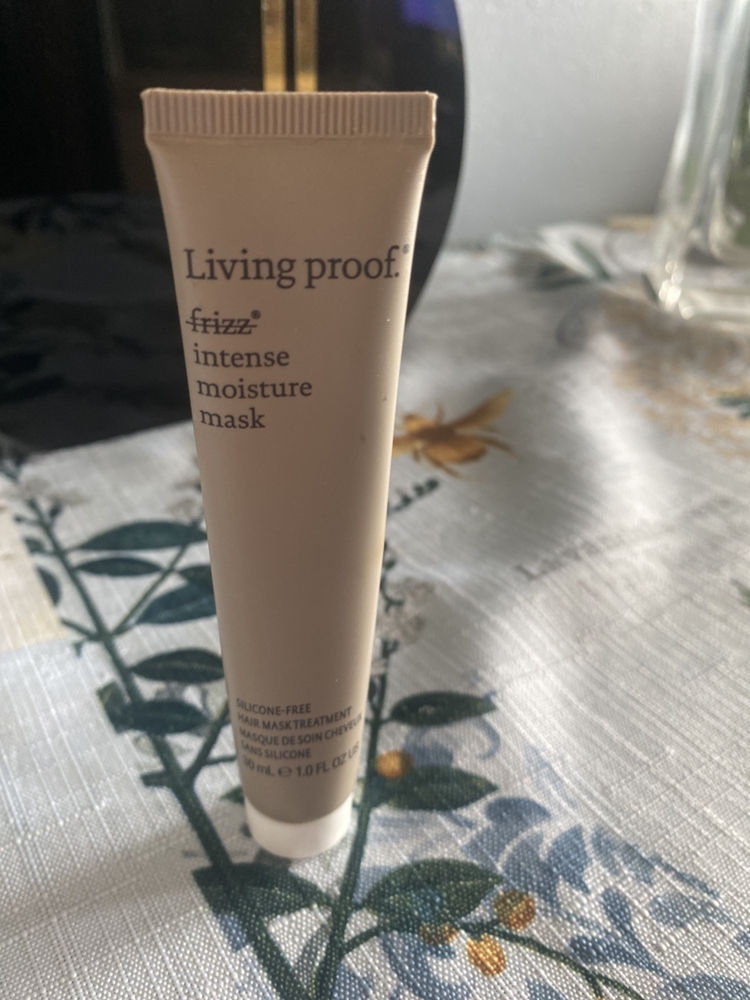 Living proof.®
frizz®
intense
moisture
mask
SILICONE-FREE
HAIR MASK TREATMENT
MASQUE DE SOIN CHEVEUX
SANS SILICONE
30 mL ℮ 1.0 FL OZ US